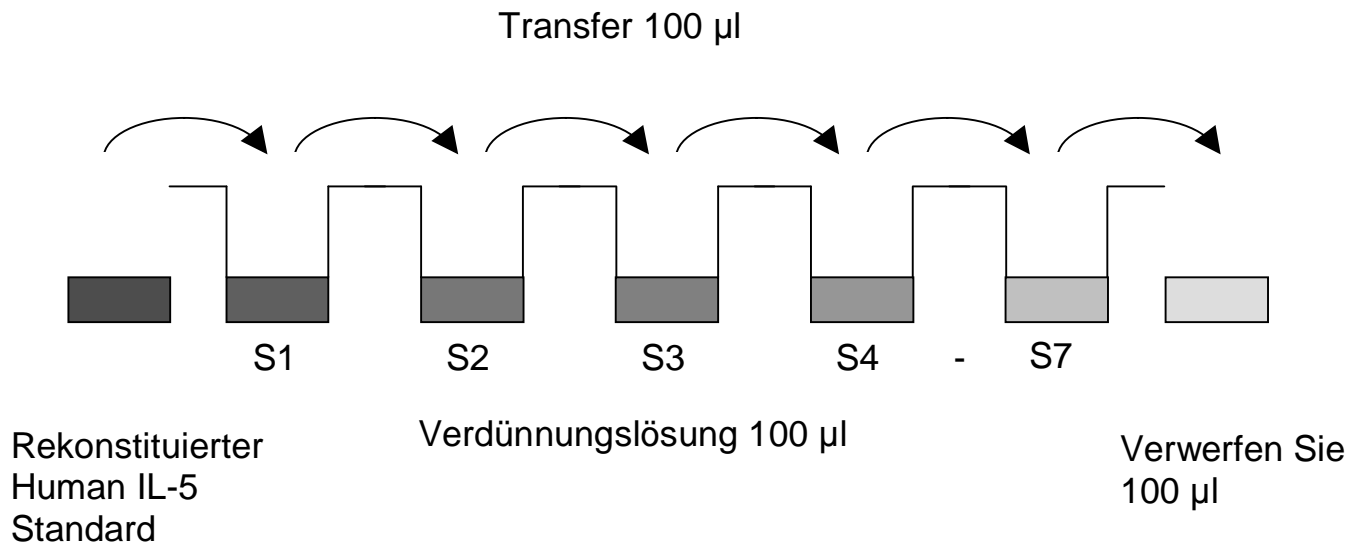 Transfer 100 µl
S1 S2 S3 S4 - S7
Rekonstituierter
Human IL-5
Standard
Verdünnungslösung 100 µl
Verwerfen Sie
100 µl